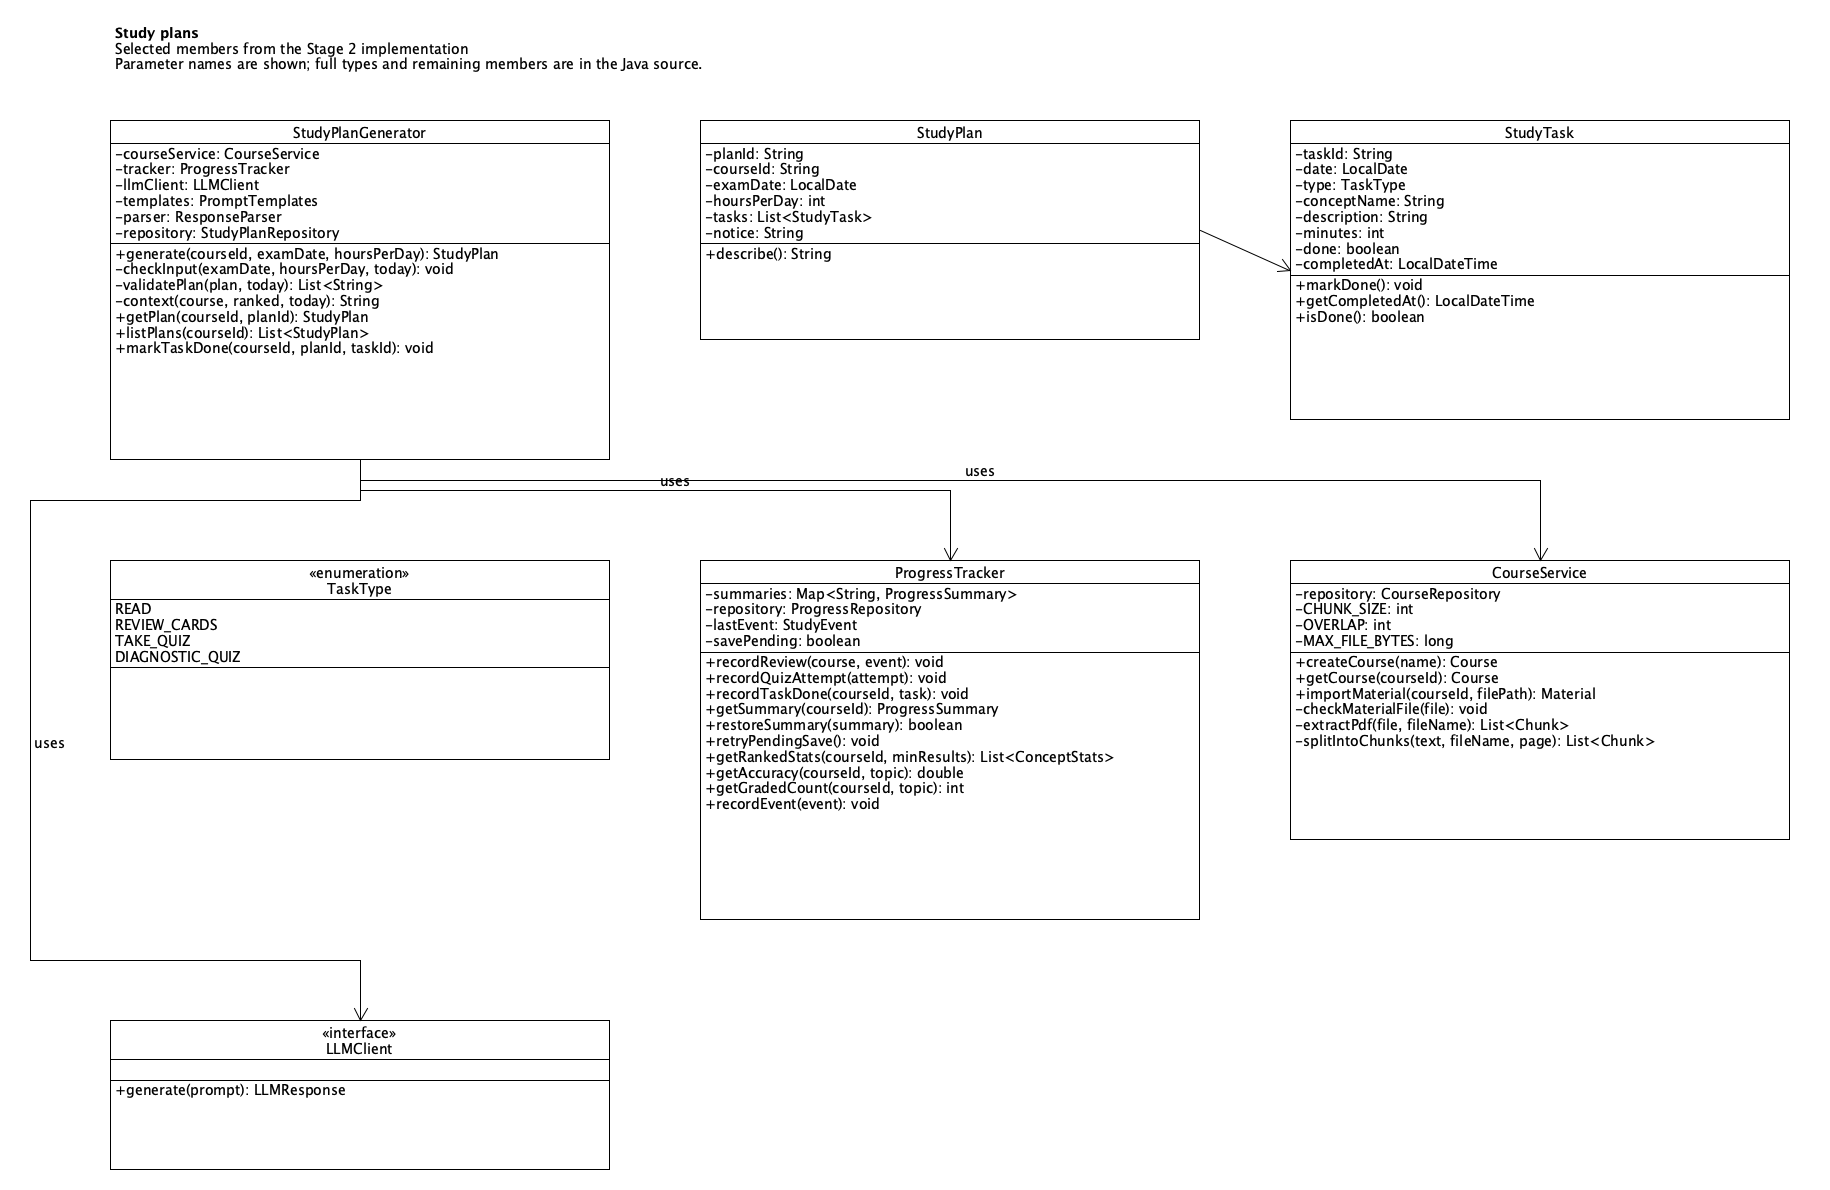 Study plans
Selected members from the Stage 2 implementation
Parameter names are shown; full types and remaining members are in the Java source.
StudyPlanGenerator
-courseService: CourseService
-tracker: ProgressTracker
-llmClient: LLMClient
-templates: PromptTemplates
-parser: ResponseParser
-repository: StudyPlanRepository
+generate(courseId, examDate, hoursPerDay): StudyPlan
-checkInput(examDate, hoursPerDay, today): void
-validatePlan(plan, today): List<String>
-context(course, ranked, today): String
+getPlan(courseId, planId): StudyPlan
+listPlans(courseId): List<StudyPlan>
+markTaskDone(courseId, planId, taskId): void
StudyPlan
-planId: String
-courseId: String
-examDate: LocalDate
-hoursPerDay: int
-tasks: List<StudyTask>
-notice: String
+describe(): String
StudyTask
-taskId: String
-date: LocalDate
-type: TaskType
-conceptName: String
-description: String
-minutes: int
-done: boolean
-completedAt: LocalDateTime
+markDone(): void
+getCompletedAt(): LocalDateTime
+isDone(): boolean
uses
uses
«enumeration»
TaskType
READ
REVIEW_CARDS
TAKE_QUIZ
DIAGNOSTIC_QUIZ
ProgressTracker
-summaries: Map<String, ProgressSummary>
-repository: ProgressRepository
-lastEvent: StudyEvent
-savePending: boolean
+recordReview(course, event): void
+recordQuizAttempt(attempt): void
+recordTaskDone(courseId, task): void
+getSummary(courseId): ProgressSummary
+restoreSummary(summary): boolean
+retryPendingSave(): void
+getRankedStats(courseId, minResults): List<ConceptStats>
+getAccuracy(courseId, topic): double
+getGradedCount(courseId, topic): int
+recordEvent(event): void
CourseService
-repository: CourseRepository
-CHUNK_SIZE: int
-OVERLAP: int
-MAX_FILE_BYTES: long
+createCourse(name): Course
+getCourse(courseId): Course
+importMaterial(courseId, filePath): Material
-checkMaterialFile(file): void
-extractPdf(file, fileName): List<Chunk>
-splitIntoChunks(text, fileName, page): List<Chunk>
uses
«interface»
LLMClient
+generate(prompt): LLMResponse